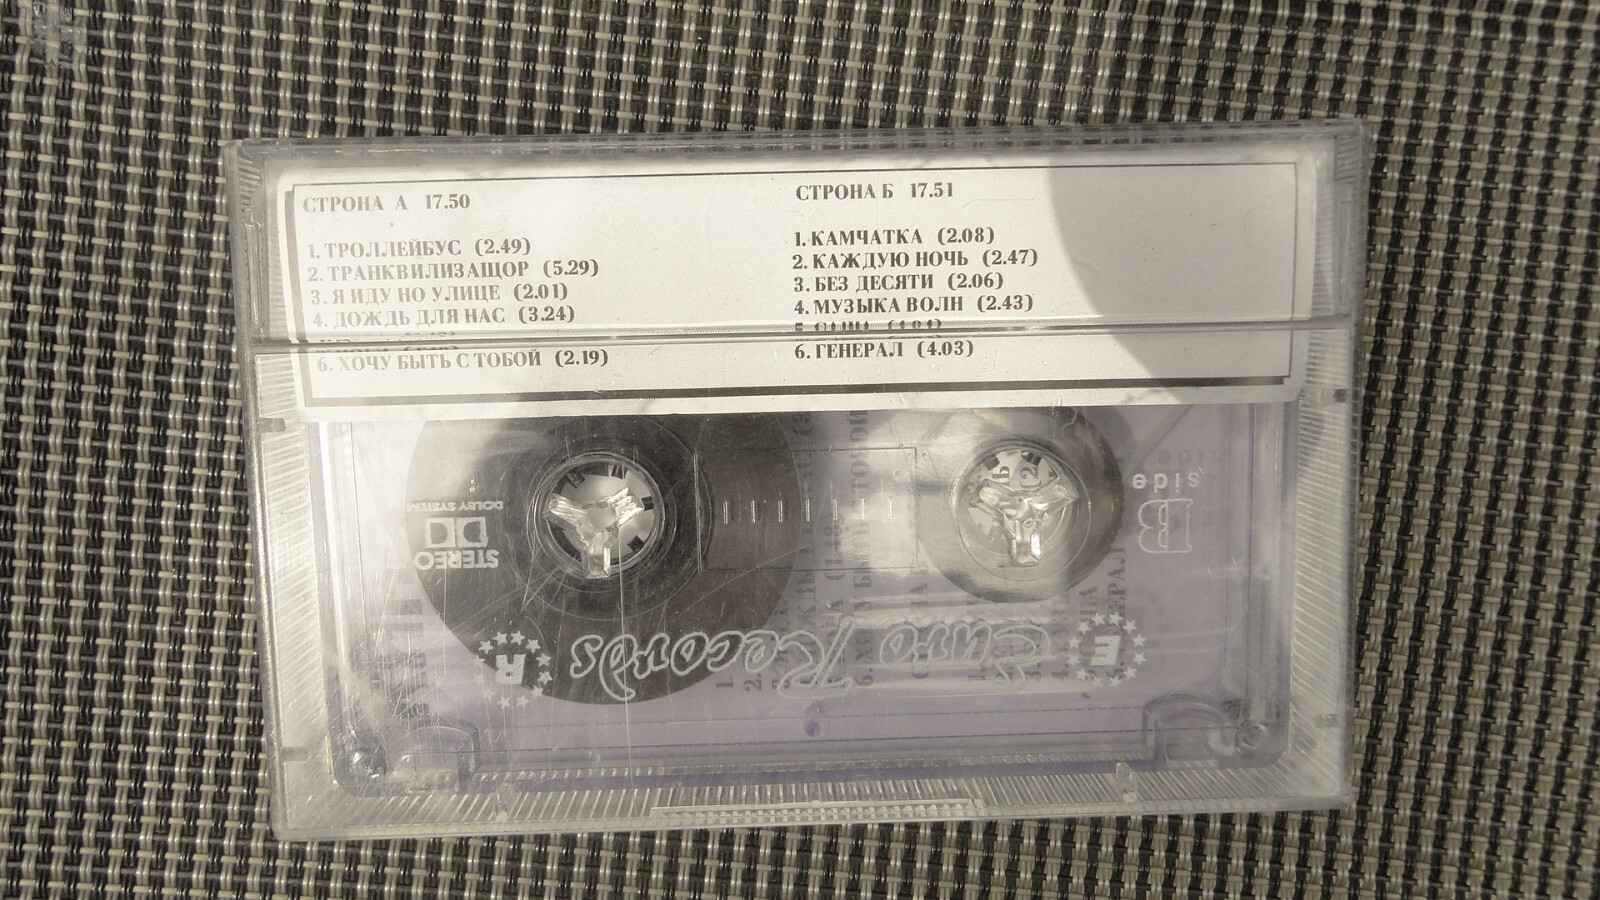 СТРОНА А 17.50
1. ТРОЛЛЕЙБУС (2.49)
2. ТРАНКВИЛИЗАЩОР (5.29)
3. Я ИДУ НО УЛИЦЕ (2.01)
4. ДОЖДЬ ДЛЯ НАС (3.24)
6. ХОЧУ БЫТЬ С ТОБОЙ (2.19)
СТРОНА Б 17.51
1. КАМЧАТКА (2.08)
2. КАЖДУЮ НОЧЬ (2.47)
3. БЕЗ ДЕСЯТИ (2.06)
4. МУЗЫКА ВОЛН (2.43)
6. ГЕНЕРАЛ (4.03)
B
side
STEREO
DOLBY SYSTEM
E Euro Records R